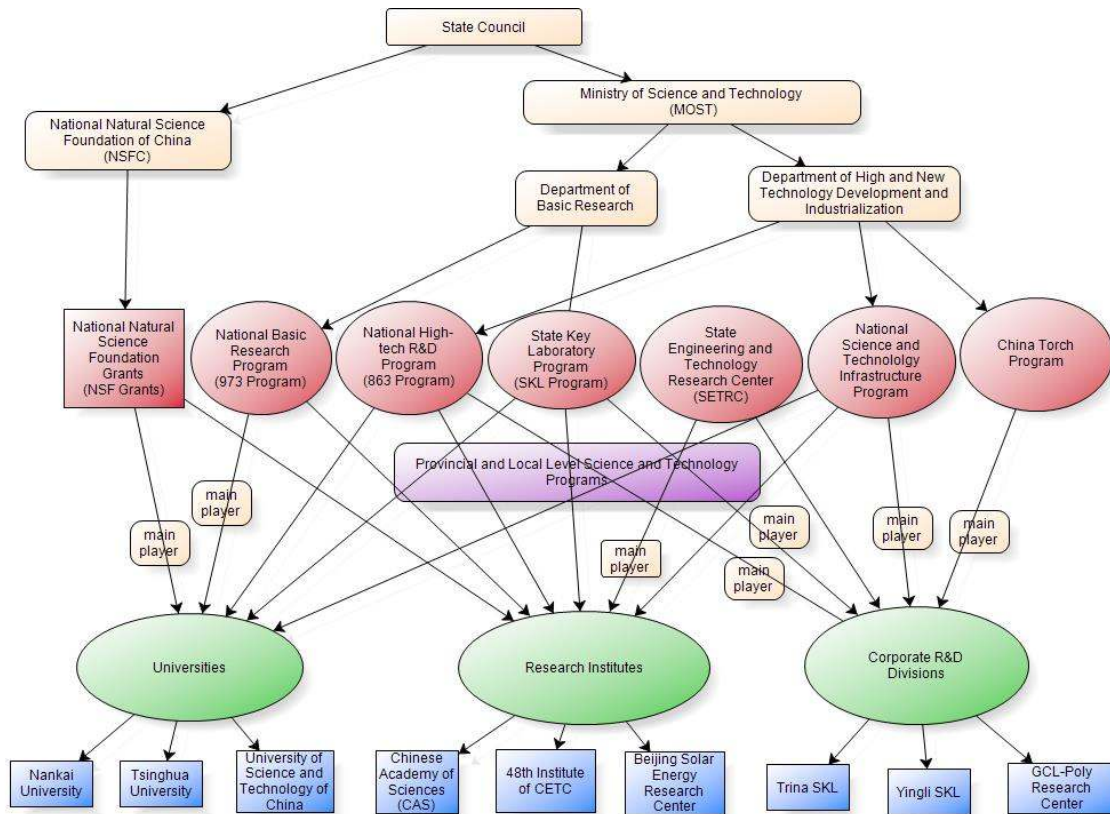 State Council
Ministry of Science and Technology
(MOST)
National Natural Science
Foundation of China
(NSFC)
Department of
Basic Research
Department of High and New
Technology Development and
Industrialization
National Natural
Science
Foundation
Grants
(NSF Grants)
National Basic
Research
Program
(973 Program)
National High-
tech R&D
Program
(863 Program)
State Key
Laboratory
Program
(SKL Program)
State
Engineering and
Technology
Research Center
(SETRC)
National
Science and
Technololgy
Infrastructure
Program
China Torch
Program
Provincial and Local Level Science and Technology
Programs
main
player
main
player
main
player
main
player
main
player
main
player
main
player
Universities
Research Institutes
Corporate R&D
Divisions
Nankai
University
Tsinghua
University
University of
Science and
Technology of
China
Chinese
Academy of
Sciences
(CAS)
48th Institute
of CETC
Beijing Solar
Energy
Research
Center
Trina SKL
Yingli SKL
GCL-Poly
Research
Center